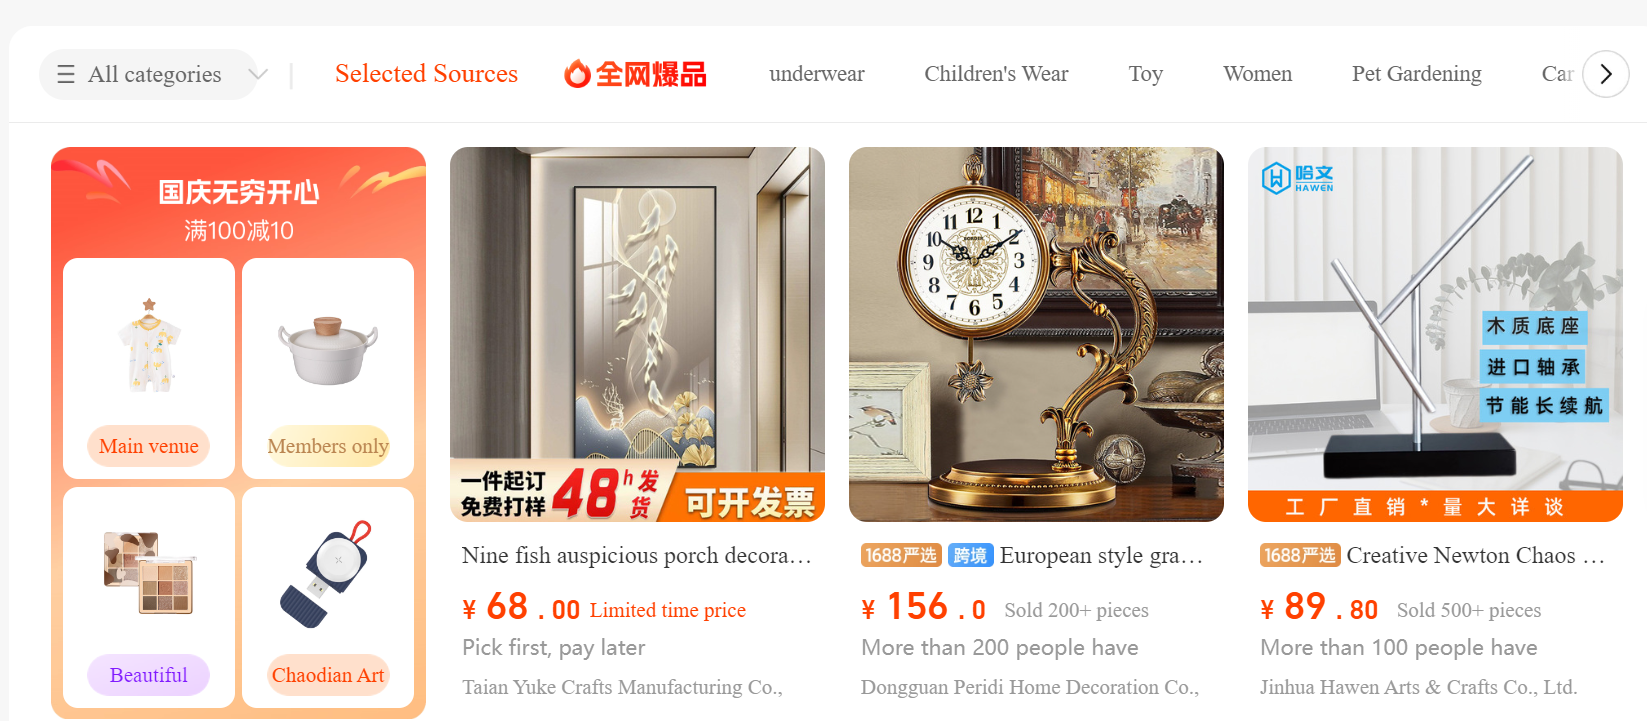 All categories
Selected Sources
全网爆品
underwear
Children's Wear
Toy
Women
Pet Gardening
Car
国庆无穷开心
满100减10
Main venue
Members only
Beautiful
Chaodian Art
一件起订
免费打样
48h发货
可开发票
Nine fish auspicious porch decora...
¥ 68.00 Limited time price
Pick first, pay later
Taian Yuke Crafts Manufacturing Co.,
12
1
2
3
4
5
6
7
8
9
10
11
1688严选 跨境 European style gra...
¥ 156.0 Sold 200+ pieces
More than 200 people have
Dongguan Peridi Home Decoration Co.,
哈文
HAWEN
木质底座
进口轴承
节能长续航
工厂直销*量大详谈
1688严选 Creative Newton Chaos ...
¥ 89.80 Sold 500+ pieces
More than 100 people have
Jinhua Hawen Arts & Crafts Co., Ltd.